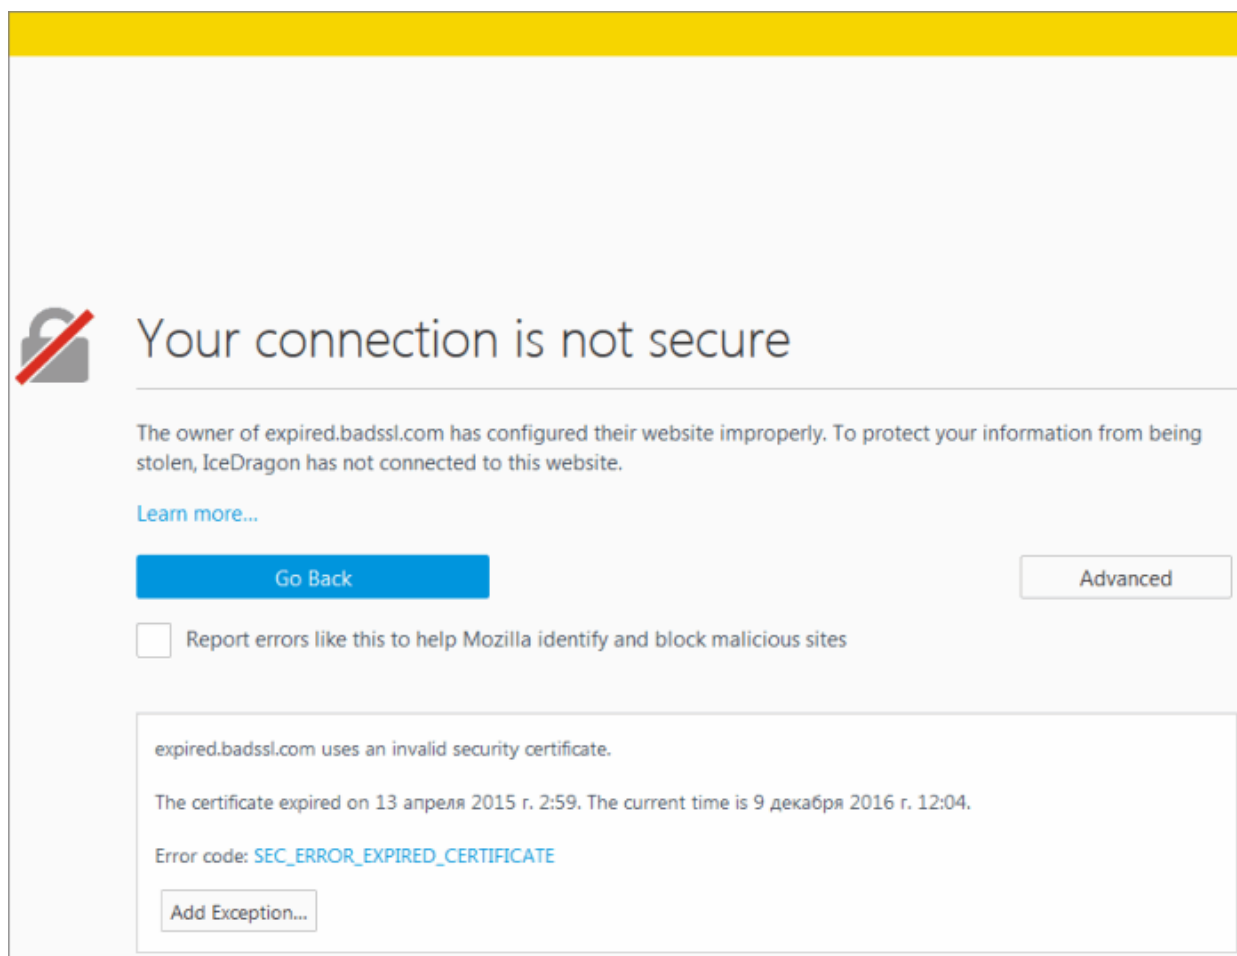 Your connection is not secure
The owner of expired.badssl.com has configured their website improperly. To protect your information from being
stolen, IceDragon has not connected to this website.
Learn more...
Go Back
Advanced
Report errors like this to help Mozilla identify and block malicious sites
expired.badssl.com uses an invalid security certificate.
The certificate expired on 13 апреля 2015 г. 2:59. The current time is 9 декабря 2016 г. 12:04.
Error code: SEC_ERROR_EXPIRED_CERTIFICATE
Add Exception...